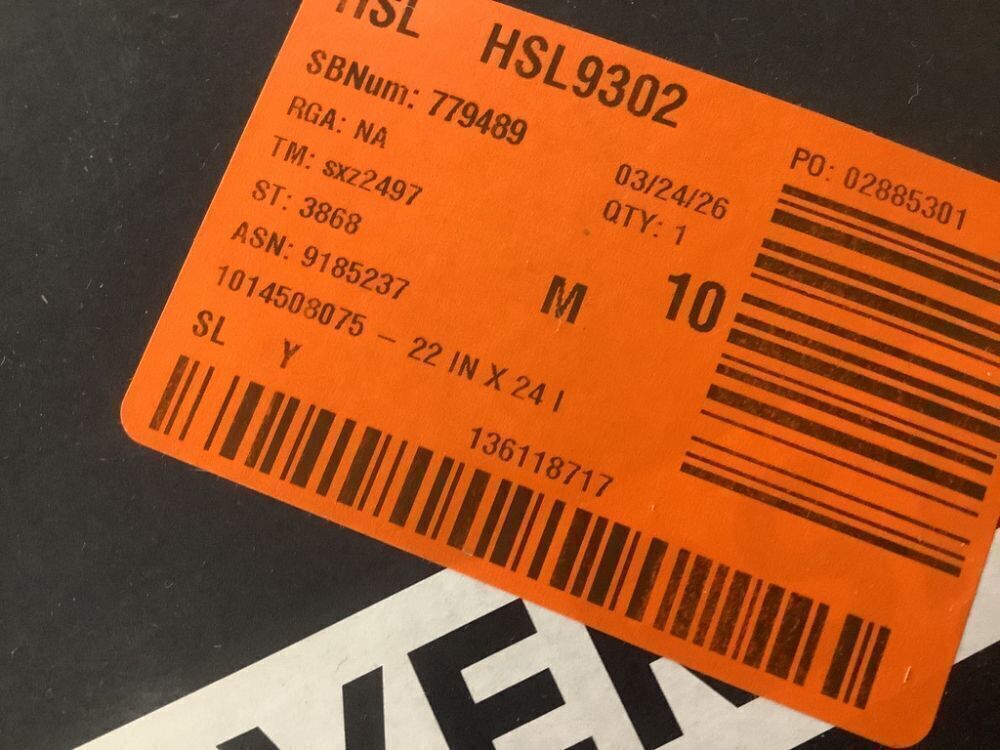 HSL HSL9302
SBNum: 779489
RGA: NA
TM: sxz2497
ST: 3868
ASN: 9185237
1014508075 – 22 IN X 24 I
SL Y
03/24/26
QTY: 1
M 10
PO: 02885301
136118717
VER